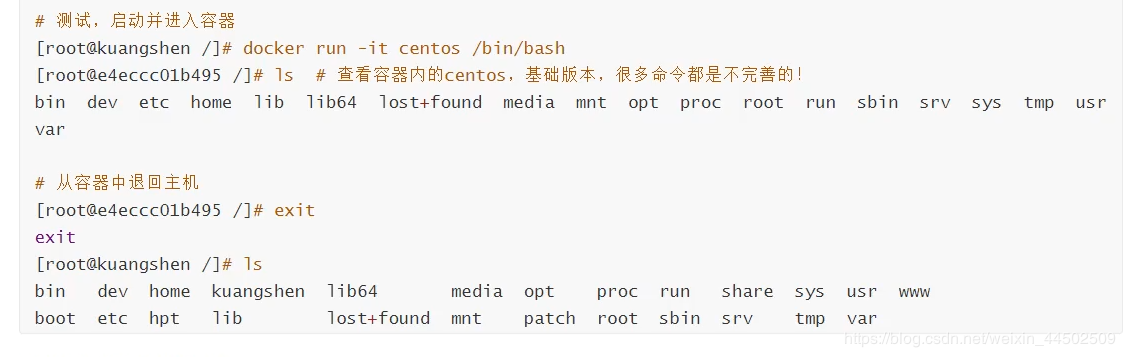 # 测试，启动并进入容器
[root@kuangshen /]# docker run -it centos /bin/bash
[root@e4eccc01b495 /]# ls  # 查看容器内的centos，基础版本，很多命令都是不完善的！
bin  dev  etc  home  lib  lib64  lost+found  media  mnt  opt  proc  root  run  sbin  srv  sys  tmp  usr
var
# 从容器中退回主机
[root@e4eccc01b495 /]# exit
exit
[root@kuangshen /]# ls
bin   dev  home  kuangshen  lib64       media  opt    proc  run   share  sys  usr  www
boot  etc  hpt   lib        lost+found  mnt    patch  root  sbin  srv    tmp  var
https://blog.csdn.net/weixin_44502509